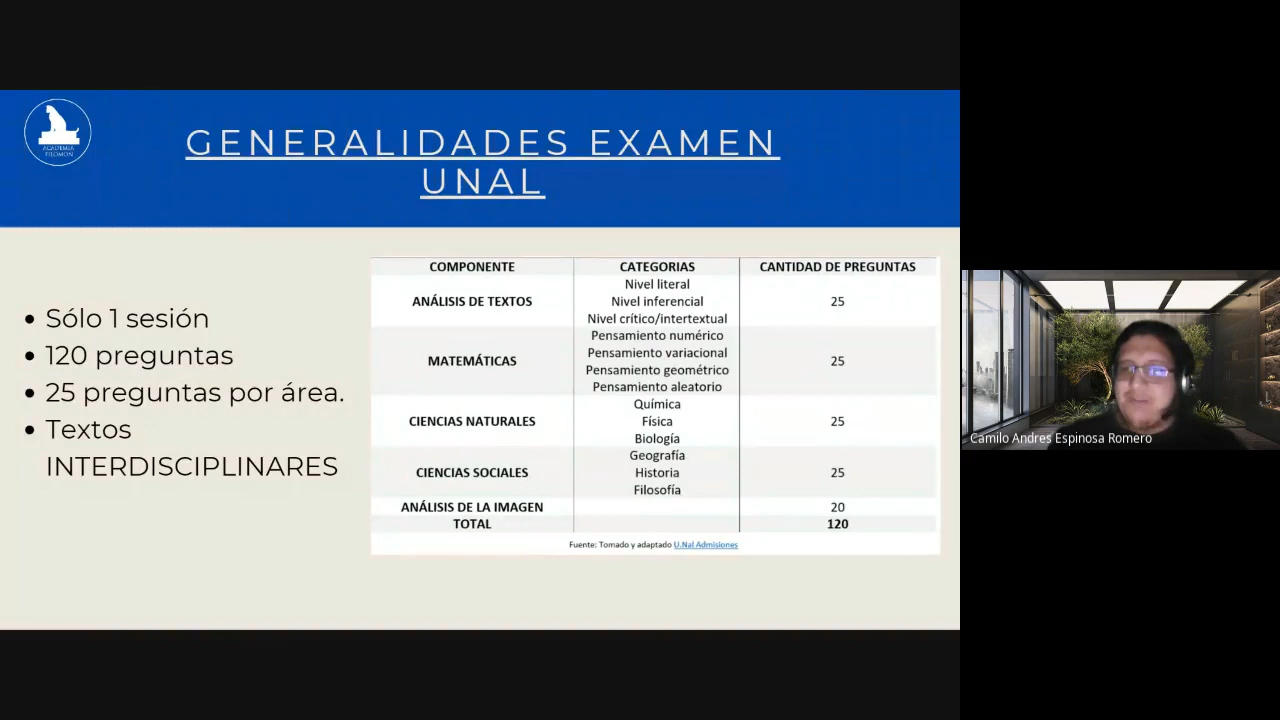 ACADEMIA
FILOMON
GENERALIDADES EXAMEN
UNAL
Sólo 1 sesión
120 preguntas
25 preguntas por área.
Textos
INTERDISCIPLINARES
COMPONENTE CATEGORIAS CANTIDAD DE PREGUNTAS
Nivel literal
ANÁLISIS DE TEXTOS Nivel inferencial 25
Nivel crítico/intertextual
Pensamiento numérico
Pensamiento variacional
MATEMÁTICAS 25
Pensamiento geométrico
Pensamiento aleatorio
Química
CIENCIAS NATURALES Física 25
Biología
Geografía
CIENCIAS SOCIALES Historia 25
Filosofía
ANÁLISIS DE LA IMAGEN 20
TOTAL 120
Fuente: Tomado y adaptado U.Nal Admisiones
Camilo Andres Espinosa Romero